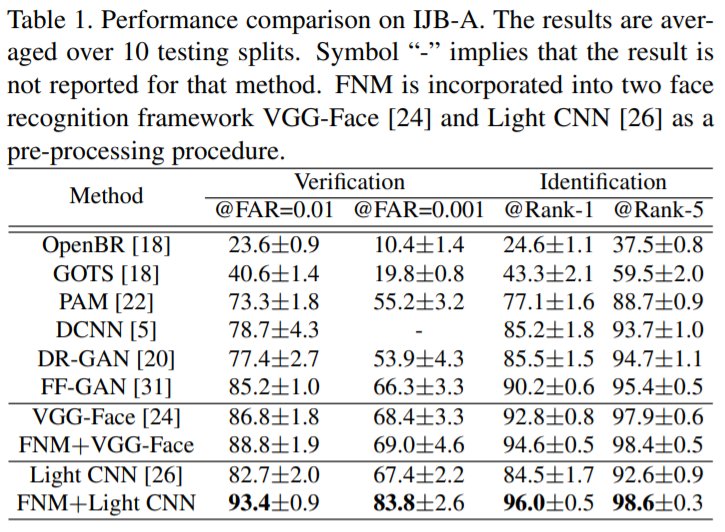 Table 1. Performance comparison on IJB-A. The results are aver-
aged over 10 testing splits. Symbol “-” implies that the result is
not reported for that method. FNM is incorporated into two face
recognition framework VGG-Face [24] and Light CNN [26] as a
pre-processing procedure.
Method Verification Identification
@FAR=0.01 @FAR=0.001 @Rank-1 @Rank-5
OpenBR [18] 23.6±0.9 10.4±1.4 24.6±1.1 37.5±0.8
GOTS [18] 40.6±1.4 19.8±0.8 43.3±2.1 59.5±2.0
PAM [22] 73.3±1.8 55.2±3.2 77.1±1.6 88.7±0.9
DCNN [5] 78.7±4.3 - 85.2±1.8 93.7±1.0
DR-GAN [20] 77.4±2.7 53.9±4.3 85.5±1.5 94.7±1.1
FF-GAN [31] 85.2±1.0 66.3±3.3 90.2±0.6 95.4±0.5
VGG-Face [24] 86.8±1.8 68.4±3.3 92.8±0.8 97.9±0.6
FNM+VGG-Face 88.8±1.9 69.0±4.6 94.6±0.5 98.4±0.5
Light CNN [26] 82.7±2.0 67.4±2.2 84.5±1.7 92.6±0.9
FNM+Light CNN 93.4±0.9 83.8±2.6 96.0±0.5 98.6±0.3